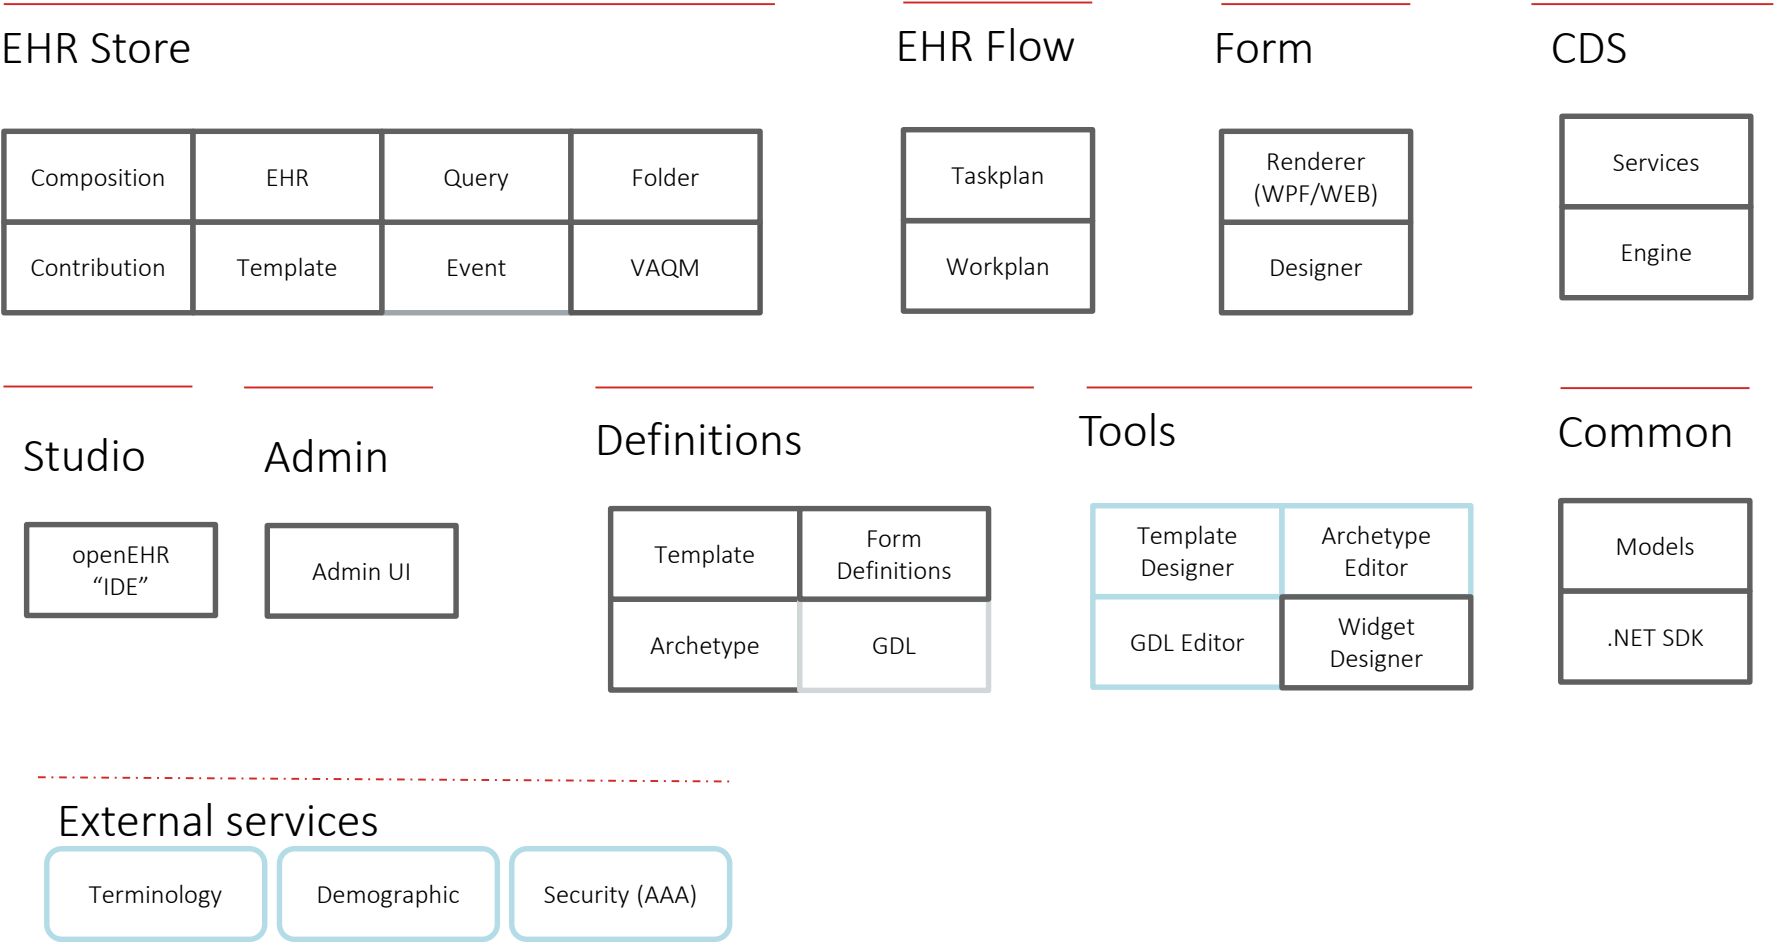 EHR Store
EHR Flow
Form
CDS
Composition
EHR
Query
Folder
Contribution
Template
Event
VAQM
Taskplan
Workplan
Renderer
(WPF/WEB)
Designer
Services
Engine
Studio
Admin
Definitions
Tools
Common
openEHR
“IDE”
Admin UI
Template
Form
Definitions
Archetype
GDL
Template
Designer
Archetype
Editor
GDL Editor
Widget
Designer
Models
.NET SDK
External services
Terminology
Demographic
Security (AAA)